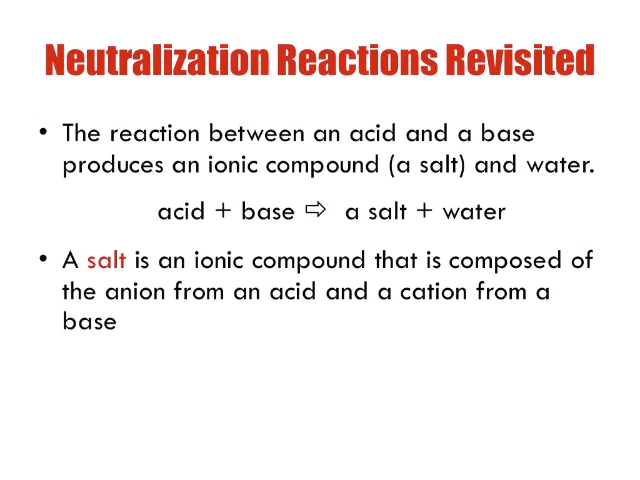 Neutralization Reactions Revisited
• The reaction between an acid and a base
produces an ionic compound (a salt) and water.
acid + base ⇨ a salt + water
• A salt is an ionic compound that is composed of
the anion from an acid and a cation from a
base